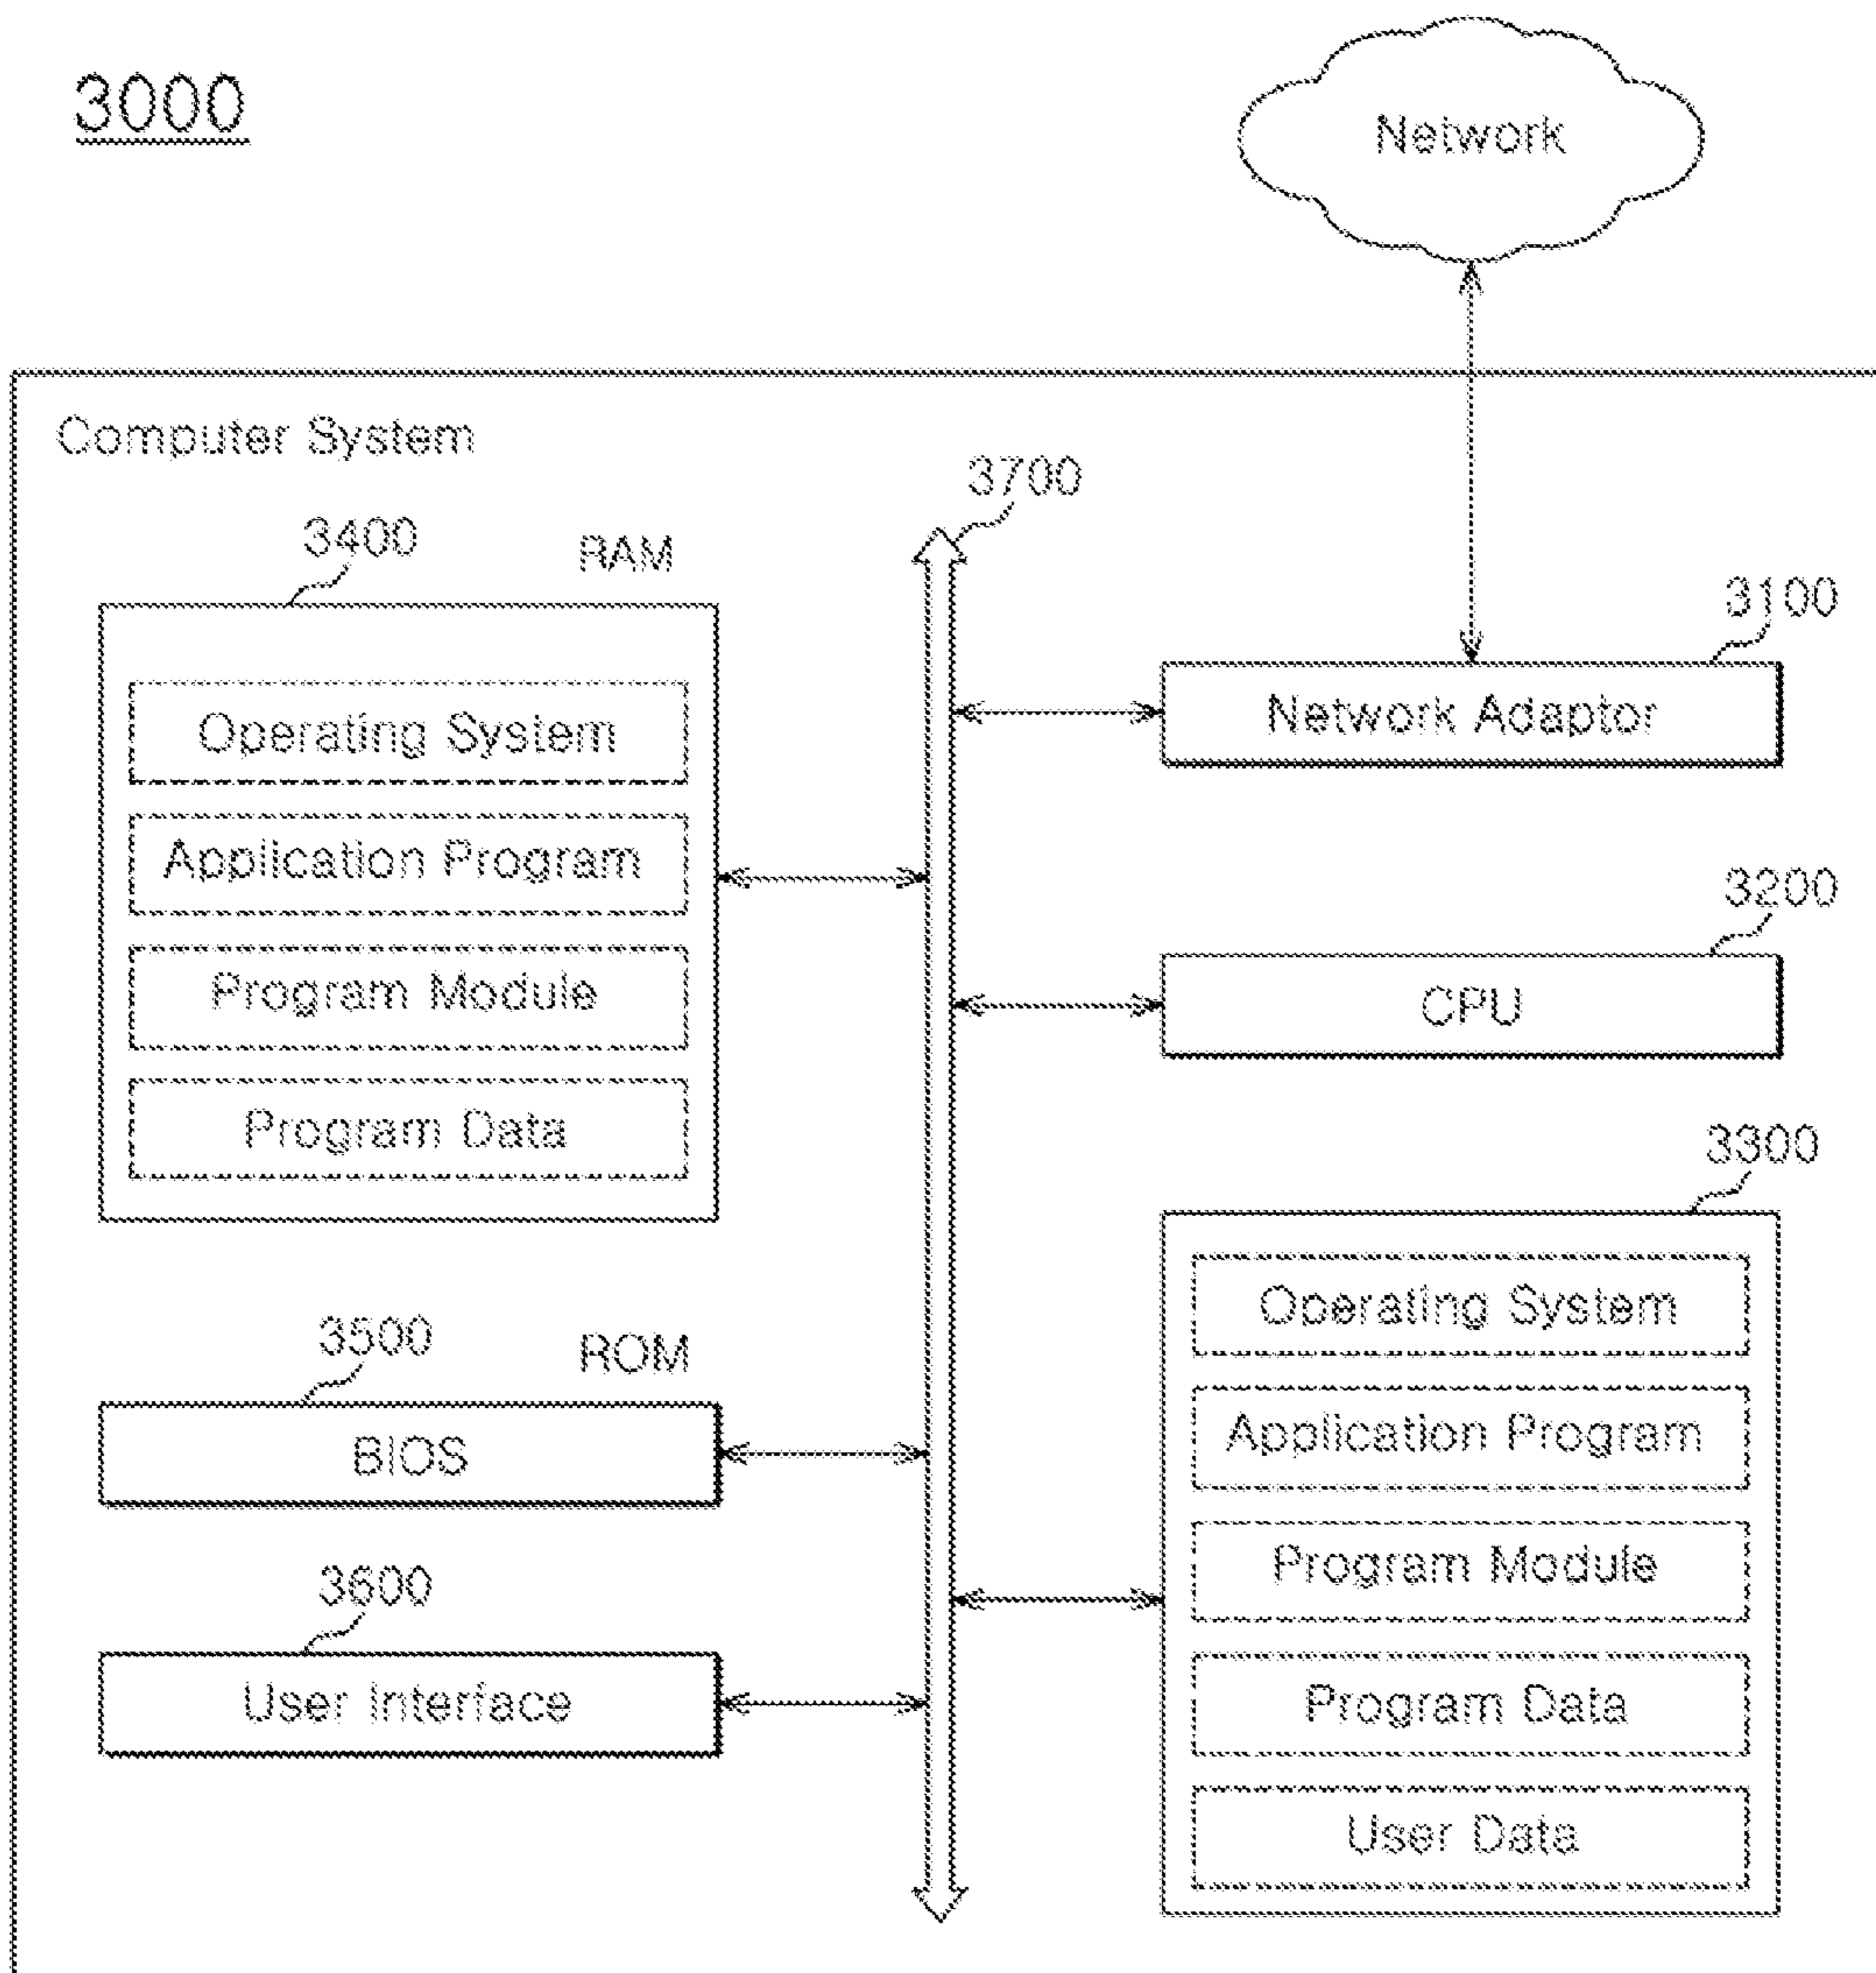 3000
Network
Computer System
3700
3400
RAM
Operating System
Application Program
Program Module
Program Data
3100
Network Adaptor
3200
CPU
3300
Operating System
Application Program
Program Module
Program Data
User Data
3500
ROM
BIOS
3600
User Interface